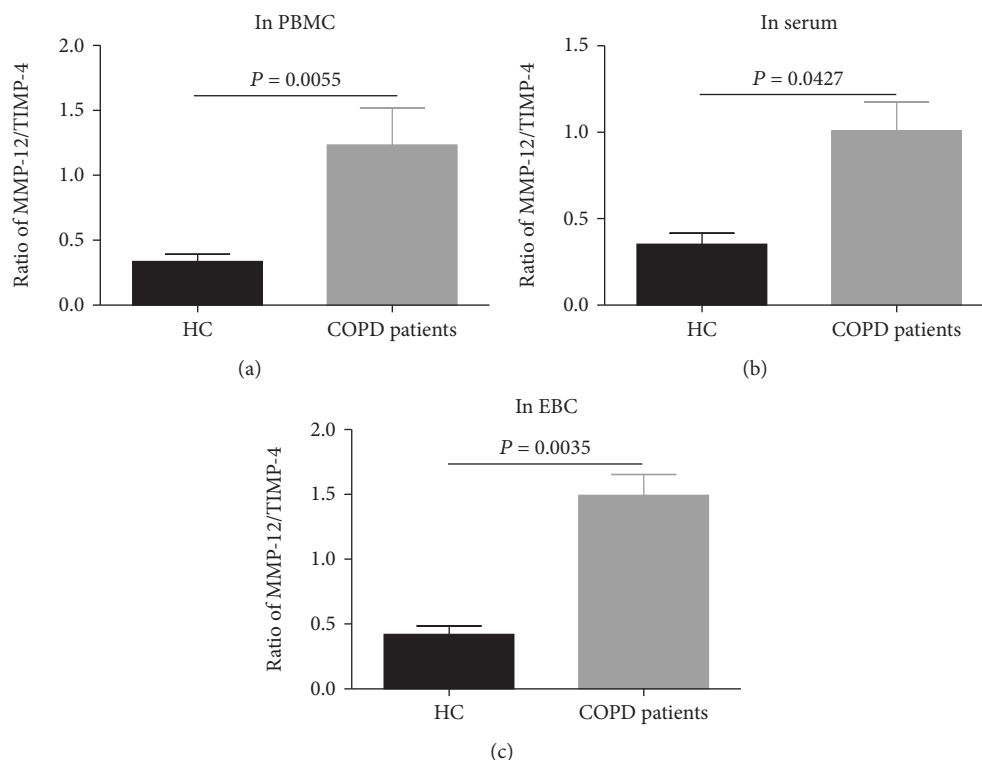 In PBMC
2.0
1.5
1.0
0.5
0.0
Ratio of MMP-12/TIMP-4
P = 0.0055
HC
COPD patients
(a)
In serum
1.5
1.0
0.5
0.0
Ratio of MMP-12/TIMP-4
P = 0.0427
HC
COPD patients
(b)
In EBC
2.0
1.5
1.0
0.5
0.0
Ratio of MMP-12/TIMP-4
P = 0.0035
HC
COPD patients
(c)